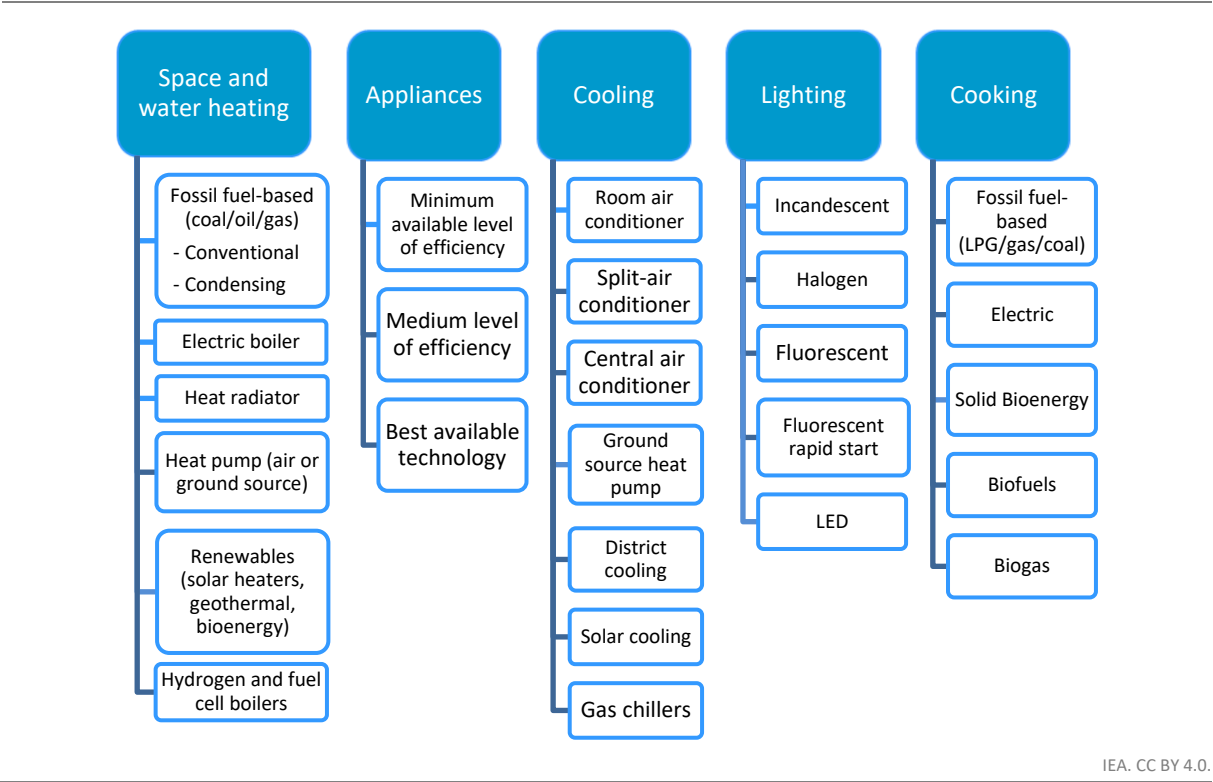 Space and
water heating
Fossil fuel-based
(coal/oil/gas)
- Conventional
- Condensing
Electric boiler
Heat radiator
Heat pump (air or
ground source)
Renewables
(solar heaters,
geothermal,
bioenergy)
Hydrogen and fuel
cell boilers
Appliances
Minimum
available level
of efficiency
Medium level
of efficiency
Best available
technology
Cooling
Room air
conditioner
Split-air
conditioner
Central air
conditioner
Ground
source heat
pump
District
cooling
Solar cooling
Gas chillers
Lighting
Incandescent
Halogen
Fluorescent
Fluorescent
rapid start
LED
Cooking
Fossil fuel-
based
(LPG/gas/coal)
Electric
Solid Bioenergy
Biofuels
Biogas
IEA. CC BY 4.0.